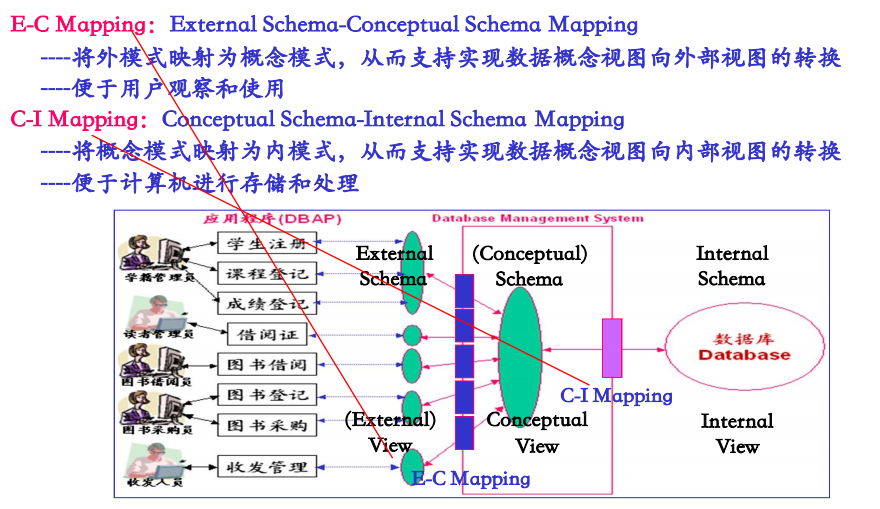 E-C Mapping：External Schema-Conceptual Schema Mapping
----将外模式映射为概念模式，从而支持实现数据概念视图向外部视图的转换
----便于用户观察和使用
C-I Mapping：Conceptual Schema-Internal Schema Mapping
----将概念模式映射为内模式，从而支持实现数据概念视图向内部视图的转换
----便于计算机进行存储和处理
应用程序(DBAP)
Database Management System
学生注册
External
Schema
(Conceptual)
Schema
Internal
Schema
学籍管理员
课程登记
成绩登记
读者管理员
借阅证
数据库
Database
图书借阅员
图书借阅
C-I Mapping
图书登记
图书采购员
图书采购
(External)
View
Conceptual
View
Internal
View
收发人员
收发管理
E-C Mapping